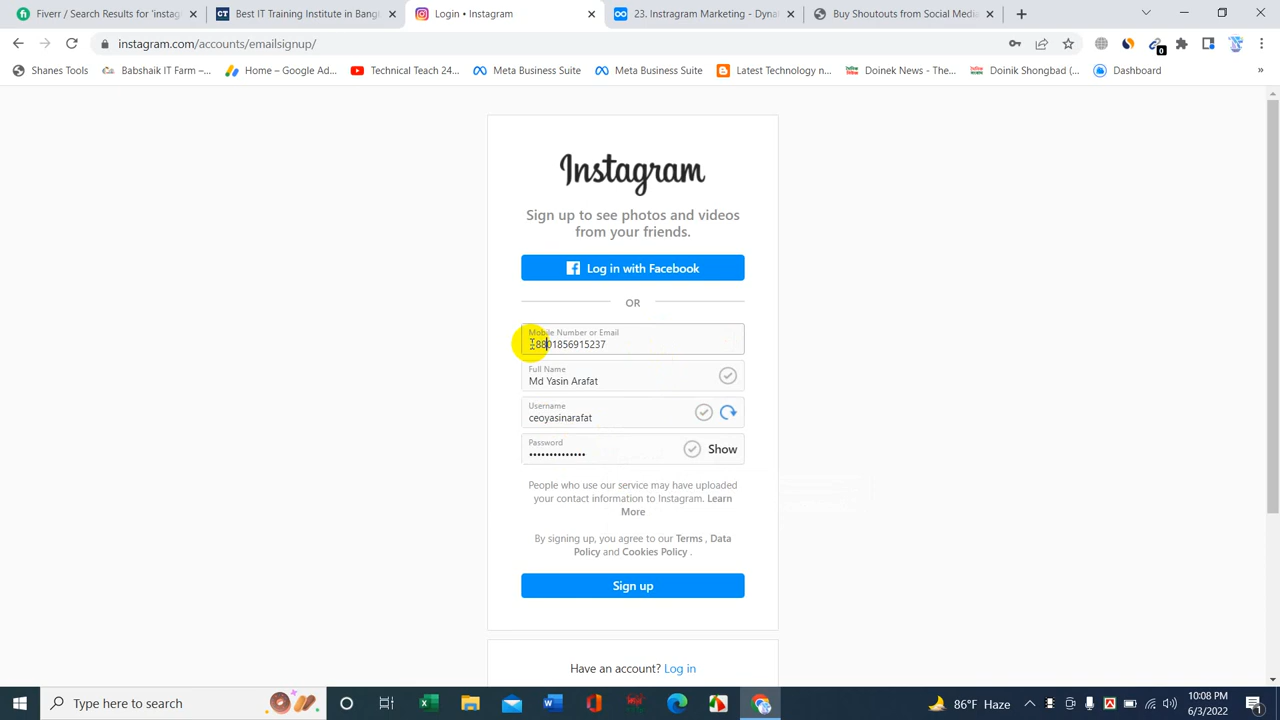 Fiverr / Inventory for 'instag
Best IT Training Institute in Bangl
Login • Instagram
23. Instragram Marketing - Dyna
Buy Shoutouts from Social Media
instagram.com/accounts/emailsignup/
0
Shanes Tools
Babshaik IT Farm –...
Home – Google Ad...
Technical Teach 24...
Meta Business Suite
Meta Business Suite
Latest Technology n...
Doinek News - The...
Doinik Shongbad (...
Dashboard
»
Instagram
Sign up to see photos and videos
from your friends.
Log in with Facebook
OR
Mobile Number or Email
8801856915237
Full Name
Md Yasin Arafat
Username
ceoyasinarafat
Password
••••••••••••••
Show
People who use our service may have uploaded
your contact information to Instagram. Learn
More
By signing up, you agree to our Terms , Data
Policy and Cookies Policy .
Sign up
Have an account? Log in
Type here to search
86°F Haze
10:08 PM
6/3/2022
1